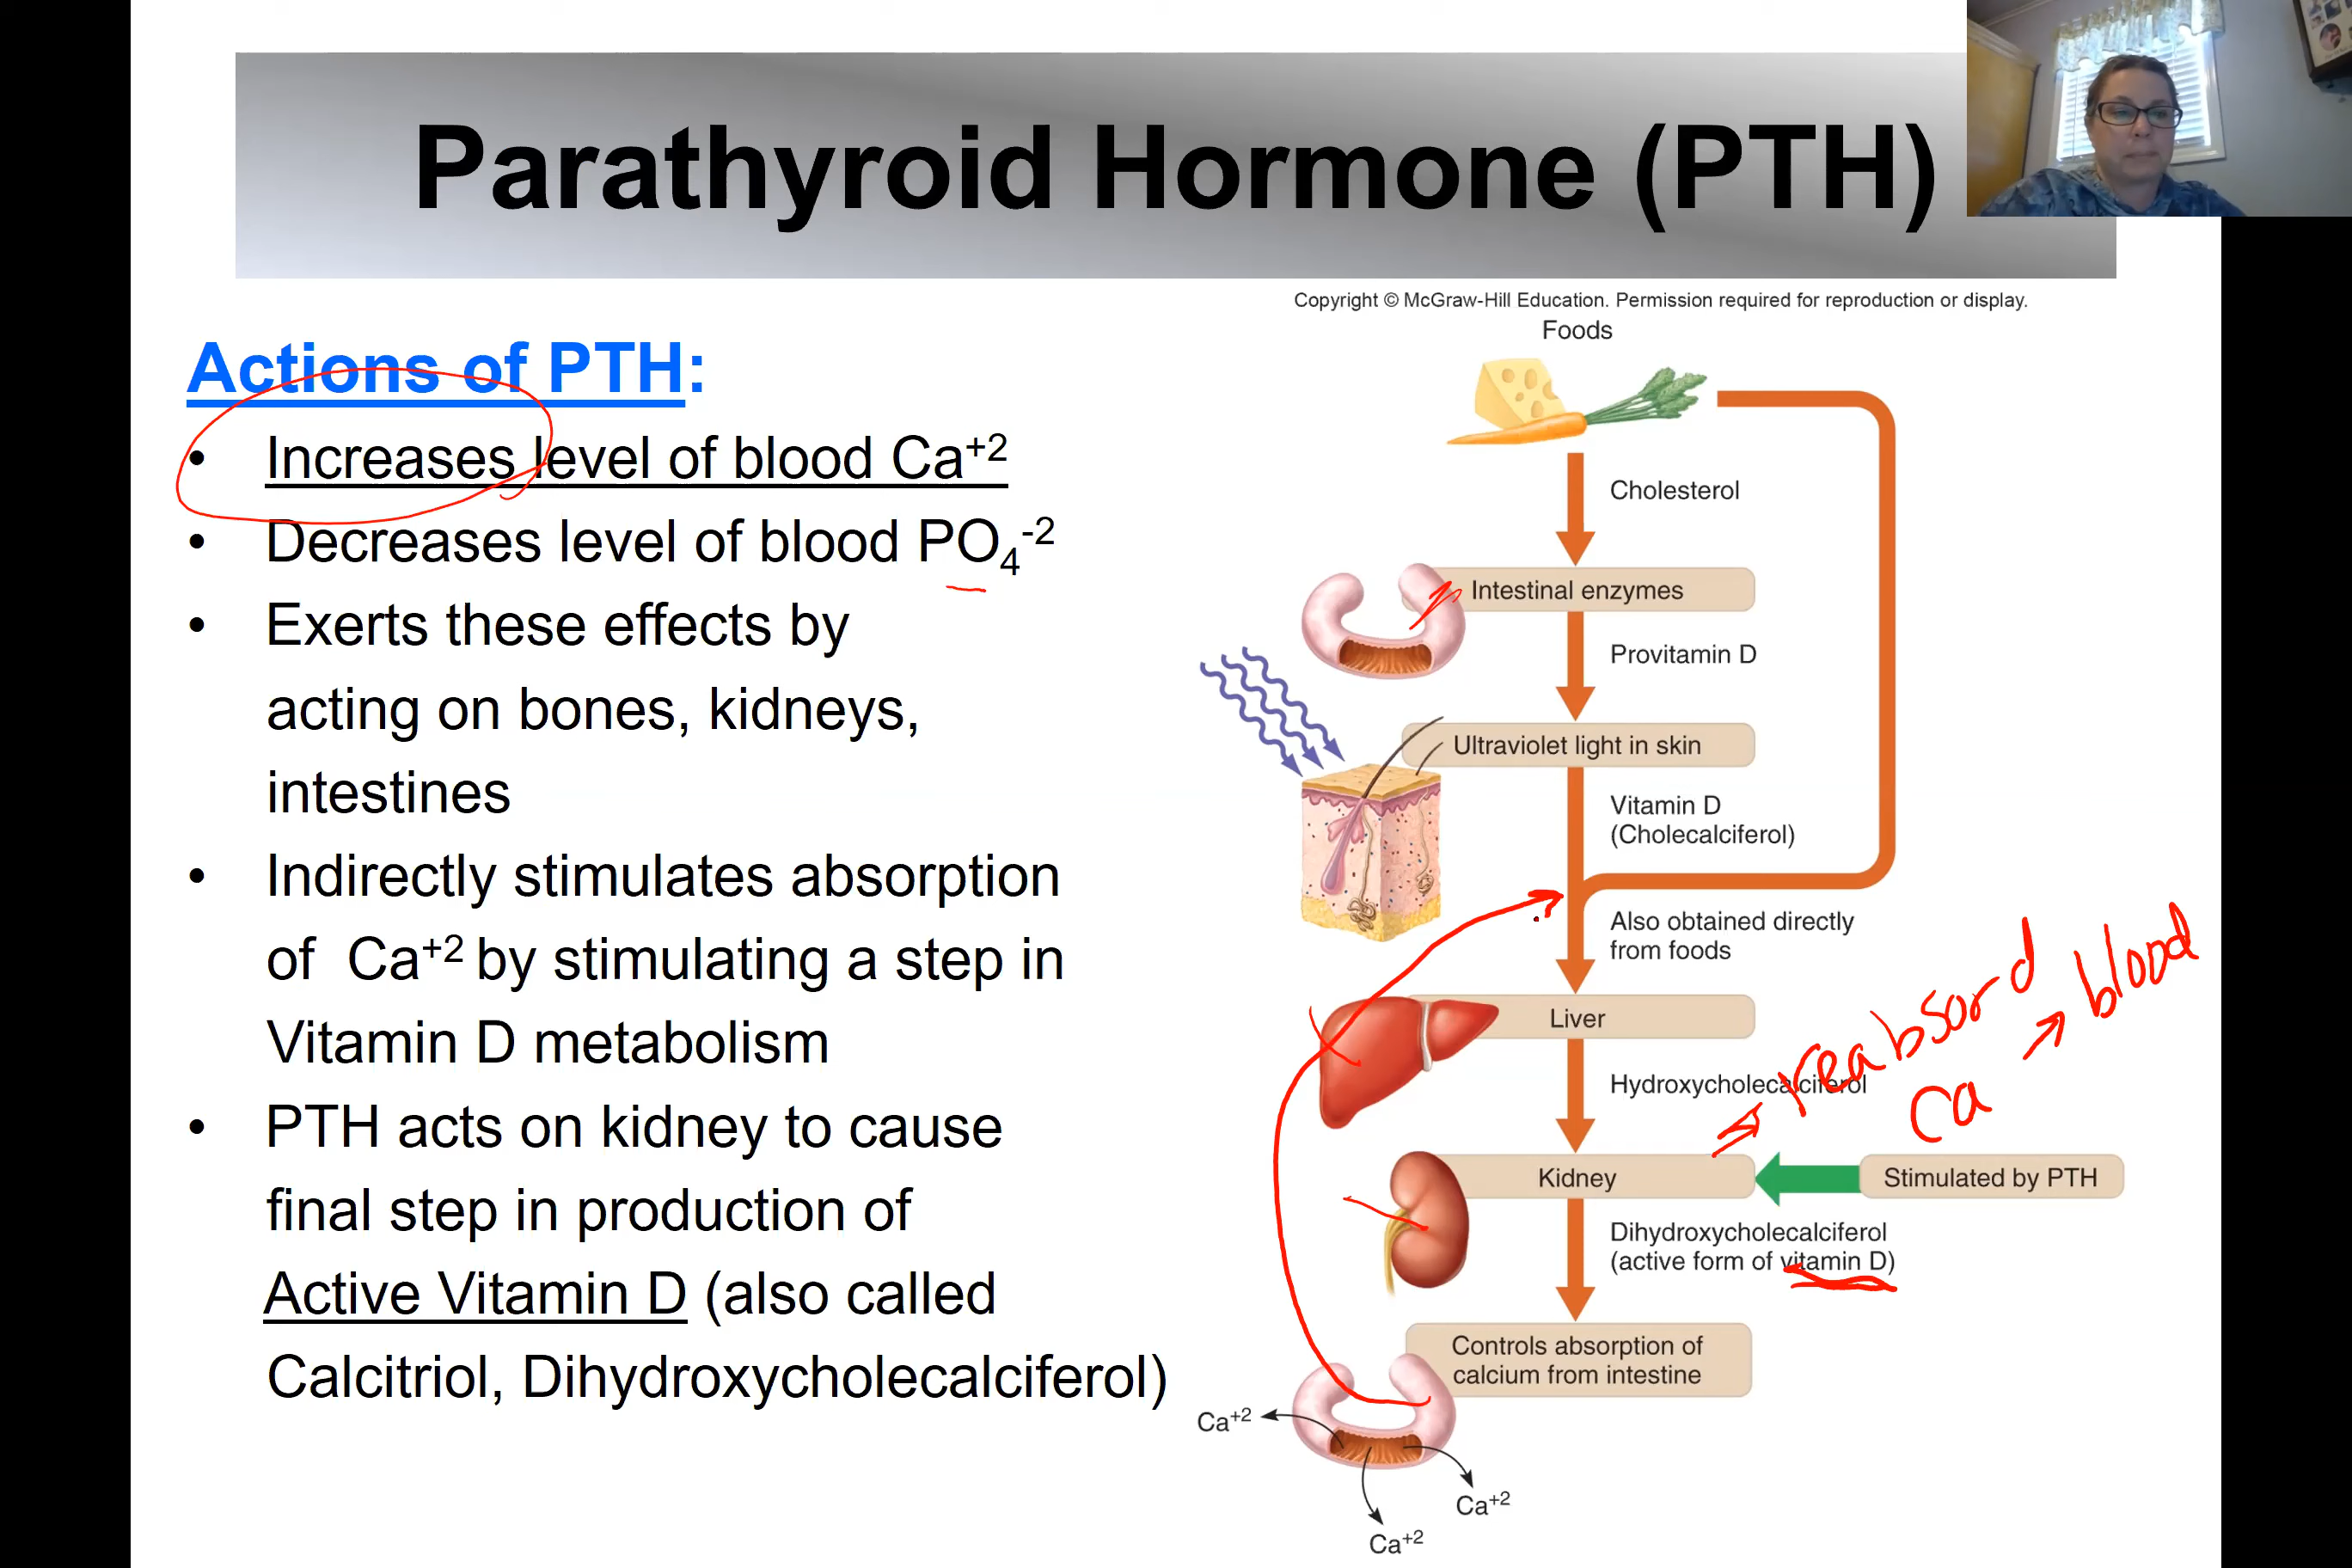 Parathyroid Hormone (PTH)
Copyright © McGraw-Hill Education. Permission required for reproduction or display.
Actions of PTH:
• Increases level of blood Ca+2
• Decreases level of blood PO4-2
• Exerts these effects by
acting on bones, kidneys,
intestines
• Indirectly stimulates absorption
of Ca+2 by stimulating a step in
Vitamin D metabolism
• PTH acts on kidney to cause
final step in production of
Active Vitamin D (also called
Calcitriol, Dihydroxycholecalciferol)
Foods
Cholesterol
Intestinal enzymes
Provitamin D
Ultraviolet light in skin
Vitamin D
(Cholecalciferol)
Also obtained directly
from foods
Liver
Hydroxycholecalciferol
reabsord
Ca → blood
Kidney
Stimulated by PTH
Dihydroxycholecalciferol
(active form of vitamin D)
Controls absorption of
calcium from intestine
Ca+2
Ca+2
Ca+2